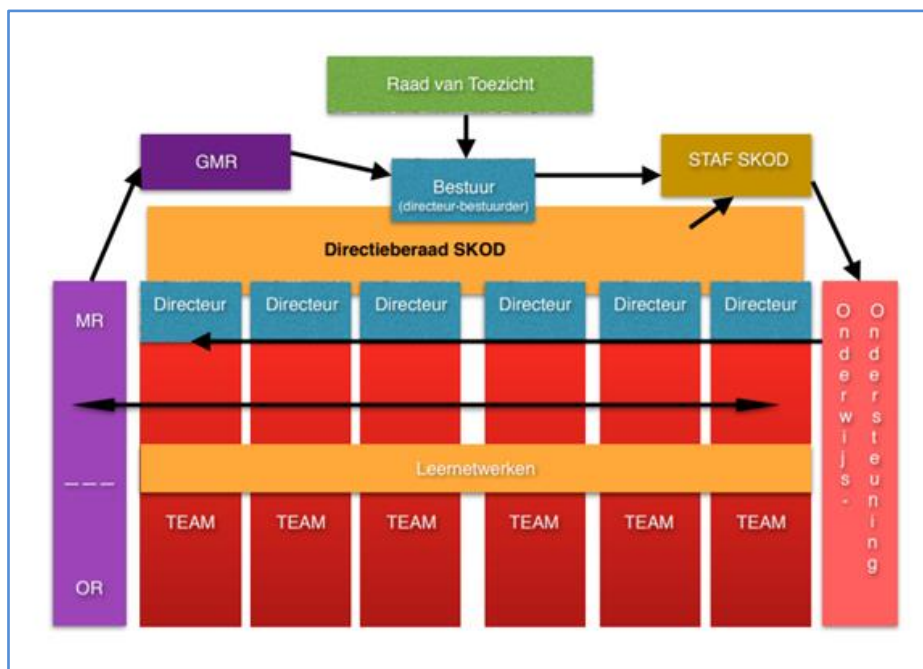 Raad van Toezicht
GMR
STAF SKOD
Bestuur
(directeur-bestuurder)
Directieberaad SKOD
MR
Directeur
Directeur
Directeur
Directeur
Directeur
Directeur
Onderwijs-
Ondersteuning
Leernetwerken
___
TEAM
TEAM
TEAM
TEAM
TEAM
TEAM
OR